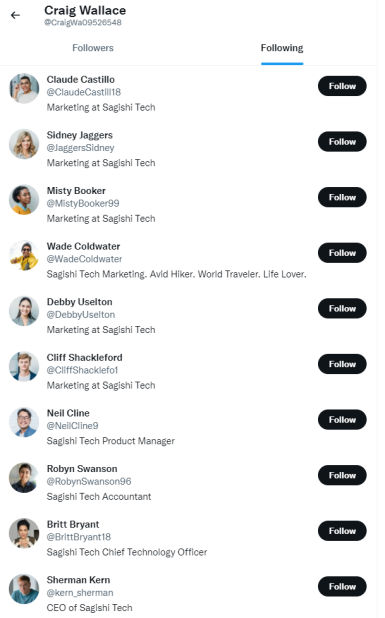 Craig Wallace
@CraigWa09526548
Followers
Following
Claude Castillo
@ClaudeCastill18
Follow
Marketing at Sagishi Tech
Sidney Jaggers
@JaggersSidney
Follow
Marketing at Sagishi Tech
Misty Booker
@MistyBooker99
Follow
Marketing at Sagishi Tech
Wade Coldwater
@WadeColdwater
Follow
Sagishi Tech Marketing. Avid Hiker. World Traveler. Life Lover.
Debby Uselton
@DebbyUselton
Follow
Marketing at Sagishi Tech
Cliff Shackleford
@CliffShacklefo1
Follow
Marketing at Sagishi Tech
Neil Cline
@NeilCline9
Follow
Sagishi Tech Product Manager
Robyn Swanson
@RobynSwanson96
Follow
Sagishi Tech Accountant
Britt Bryant
@BrittBryant18
Follow
Sagishi Tech Chief Technology Officer
Sherman Kern
@kern_sherman
Follow
CEO of Sagishi Tech